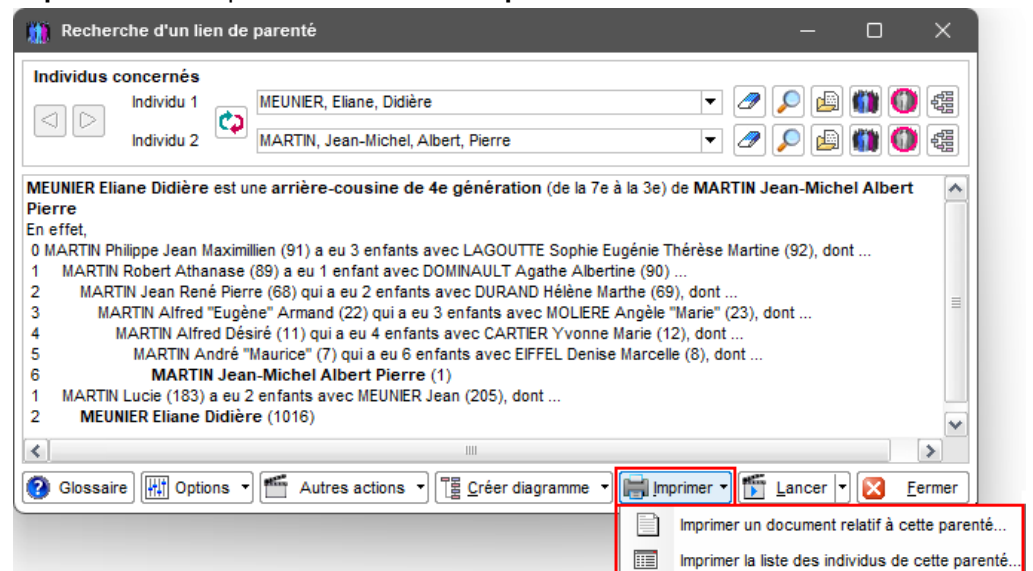 Recherche d'un lien de parenté
Individus concernés
Individu 1
MEUNIER, Eliane, Didière
Individu 2
MARTIN, Jean-Michel, Albert, Pierre
MEUNIER Eliane Didière est une arrière-cousine de 4e génération (de la 7e à la 3e) de MARTIN Jean-Michel Albert
Pierre
En effet,
0 MARTIN Philippe Jean Maximillien (91) a eu 3 enfants avec LAGOUTTE Sophie Eugénie Thérèse Martine (92), dont ...
1 MARTIN Robert Athanase (89) a eu 1 enfant avec DOMINAULT Agathe Albertine (90) ...
2 MARTIN Jean René Pierre (68) qui a eu 2 enfants avec DURAND Hélène Marthe (69), dont ...
3 MARTIN Alfred "Eugène" Armand (22) qui a eu 3 enfants avec MOLIERE Angèle "Marie" (23), dont ...
4 MARTIN Alfred Désiré (11) qui a eu 4 enfants avec CARTIER Yvonne Marie (12), dont ...
5 MARTIN André "Maurice" (7) qui a eu 6 enfants avec EIFFEL Denise Marcelle (8), dont ...
6 MARTIN Jean-Michel Albert Pierre (1)
1 MARTIN Lucie (183) a eu 2 enfants avec MEUNIER Jean (205), dont ...
2 MEUNIER Eliane Didière (1016)
Glossaire Options Autres actions Créer diagramme Imprimer Lancer Fermer
Imprimer un document relatif à cette parenté...
Imprimer la liste des individus de cette parenté...